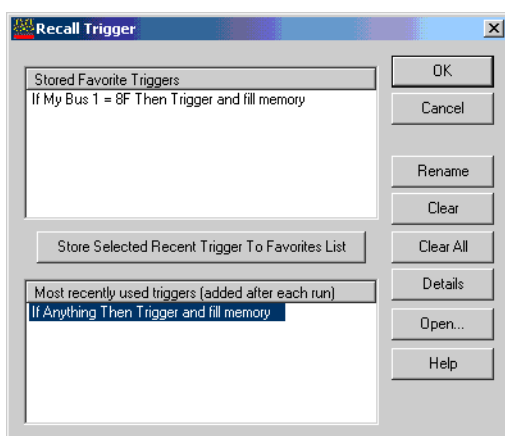 Recall Trigger
Stored Favorite Triggers
If My Bus 1 = 8F Then Trigger and fill memory
Store Selected Recent Trigger To Favorites List
Most recently used triggers (added after each run)
If Anything Then Trigger and fill memory
OK
Cancel
Rename
Clear
Clear All
Details
Open...
Help